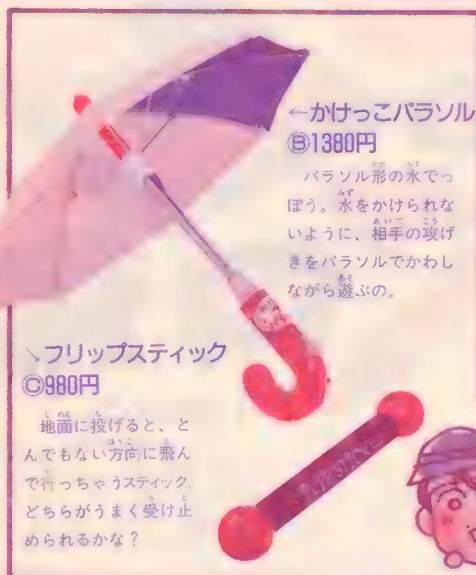 ←かけっこパラソル
Ⓑ1380円
パラソル形の水でっ
ぽう。水をかけられな
いように、相手の攻げ
きをパラソルでかわし
ながら遊ぶの。
↘フリップスティック
Ⓒ980円
地面に投げると、と
んでもない方向に飛ん
で行っちゃうスティック。
どちらがうまく受け止
められるかな?
FLIP STICK